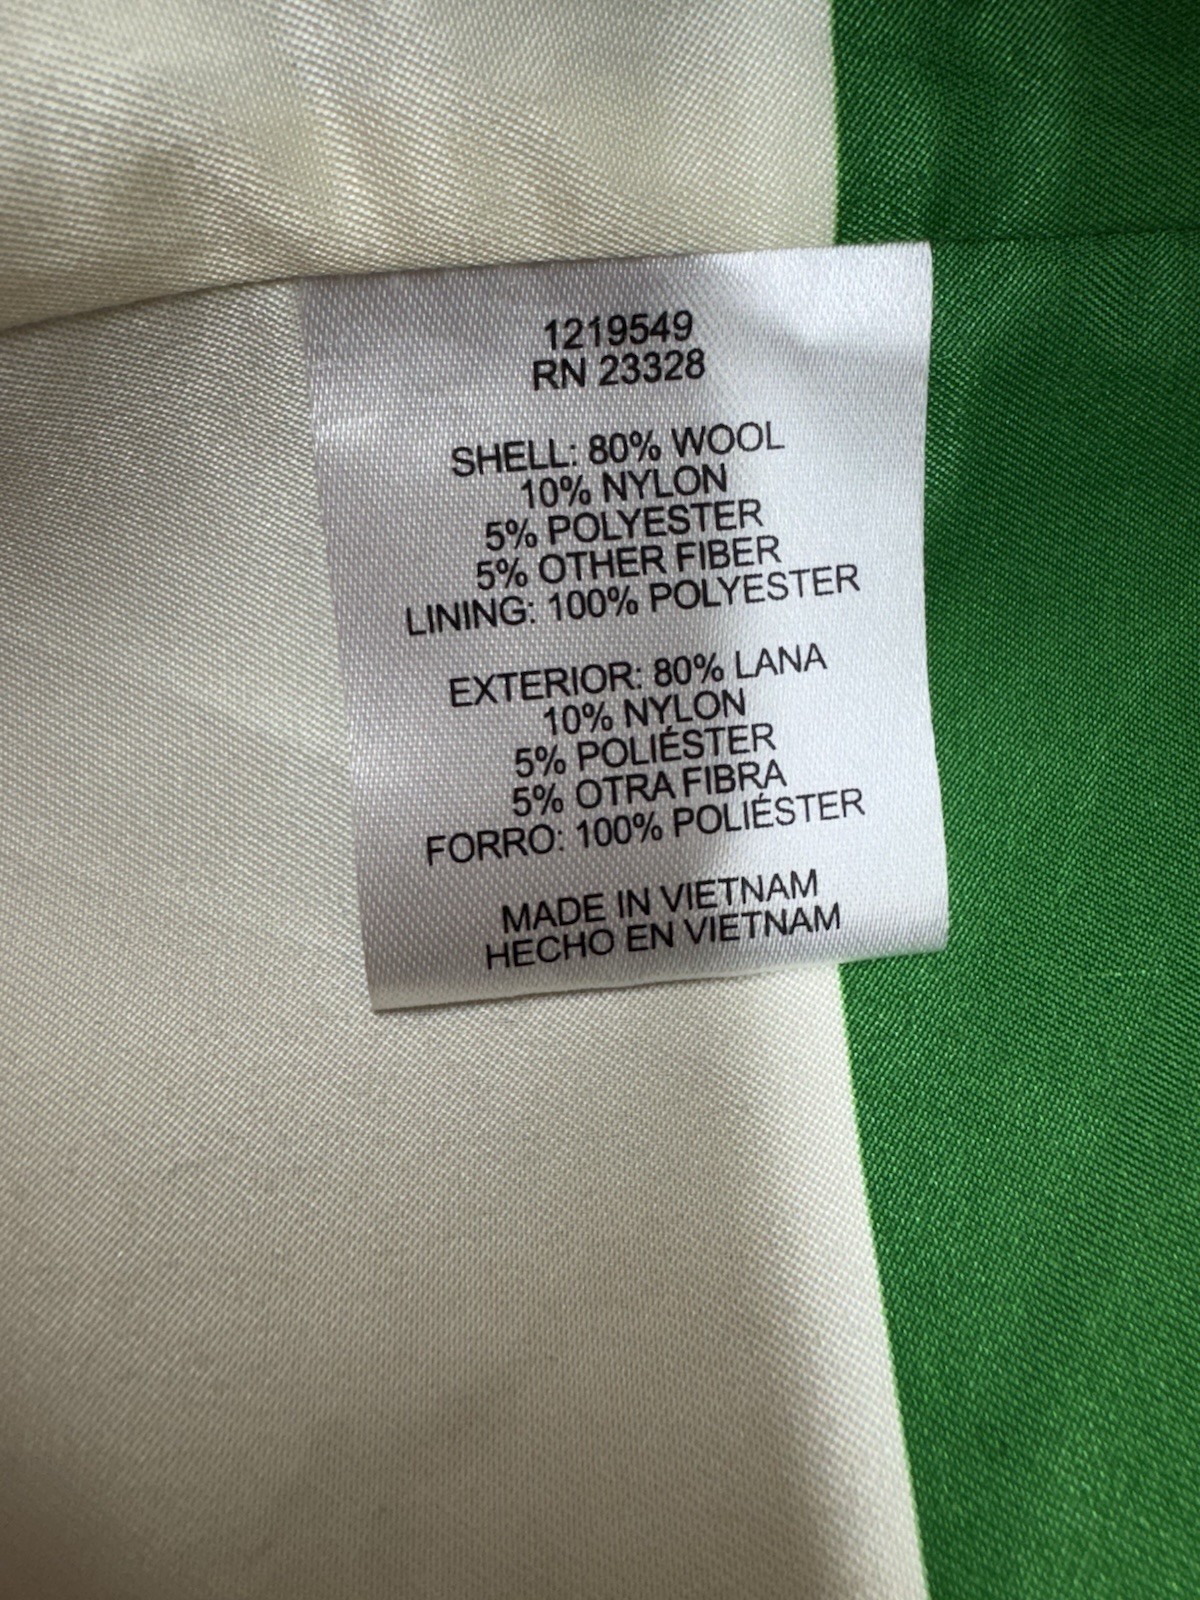 1219549
RN 23328
SHELL: 80% WOOL
10% NYLON
5% POLYESTER
5% OTHER FIBER
LINING: 100% POLYESTER
EXTERIOR: 80% LANA
10% NYLON
5% POLIÉSTER
5% OTRA FIBRA
FORRO: 100% POLIÉSTER
MADE IN VIETNAM
HECHO EN VIETNAM